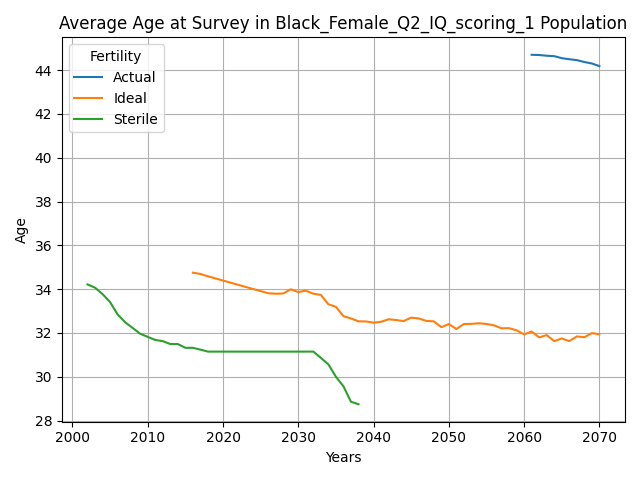 Average Age at Survey in Black_Female_Q2_IQ_scoring_1 Population
Fertility
Actual
Ideal
Sterile
44
42
40
38
36
34
32
30
28
Age
2000 2010 2020 2030 2040 2050 2060 2070
Years